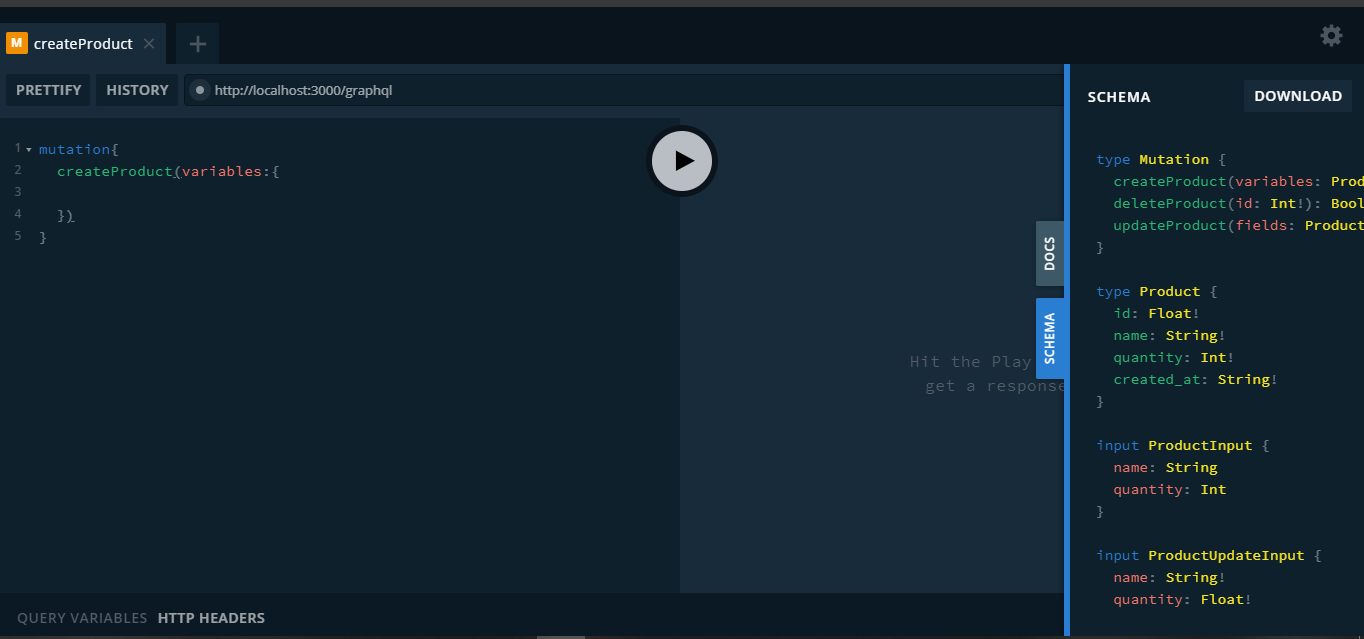 M createProduct
PRETTIFY HISTORY http://localhost:3000/graphql
1 mutation{
2 createProduct(variables:{
3
4 })
5 }
Hit the Play
get a response
DOCS
SCHEMA
QUERY VARIABLES HTTP HEADERS
SCHEMA DOWNLOAD
type Mutation {
createProduct(variables: Prod
deleteProduct(id: Int!): Bool
updateProduct(fields: Product
}
type Product {
id: Float!
name: String!
quantity: Int!
created_at: String!
}
input ProductInput {
name: String
quantity: Int
}
input ProductUpdateInput {
name: String!
quantity: Float!